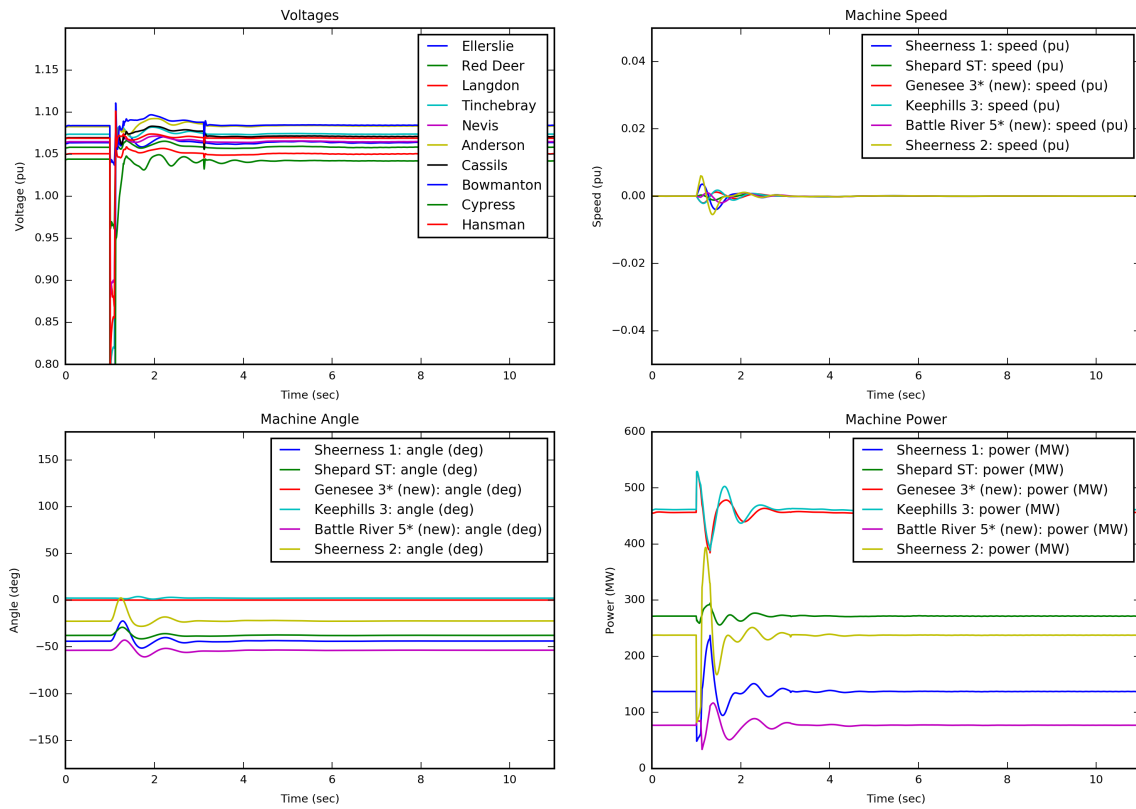 Voltages
Voltage (pu)
1.15
1.10
1.05
1.00
0.95
0.90
0.85
0.80
0 2 4 6 8 10
Time (sec)
Ellerslie
Red Deer
Langdon
Tinchebray
Nevis
Anderson
Cassils
Bowmanton
Cypress
Hansman
Machine Speed
Speed (pu)
0.04
0.02
0.00
−0.02
−0.04
0 2 4 6 8 10
Time (sec)
Sheerness 1: speed (pu)
Shepard ST: speed (pu)
Genesee 3* (new): speed (pu)
Keephills 3: speed (pu)
Battle River 5* (new): speed (pu)
Sheerness 2: speed (pu)
Machine Angle
Angle (deg)
150
100
50
0
−50
−100
−150
0 2 4 6 8 10
Time (sec)
Sheerness 1: angle (deg)
Shepard ST: angle (deg)
Genesee 3* (new): angle (deg)
Keephills 3: angle (deg)
Battle River 5* (new): angle (deg)
Sheerness 2: angle (deg)
Machine Power
Power (MW)
600
500
400
300
200
100
0
0 2 4 6 8 10
Time (sec)
Sheerness 1: power (MW)
Shepard ST: power (MW)
Genesee 3* (new): power (MW)
Keephills 3: power (MW)
Battle River 5* (new): power (MW)
Sheerness 2: power (MW)